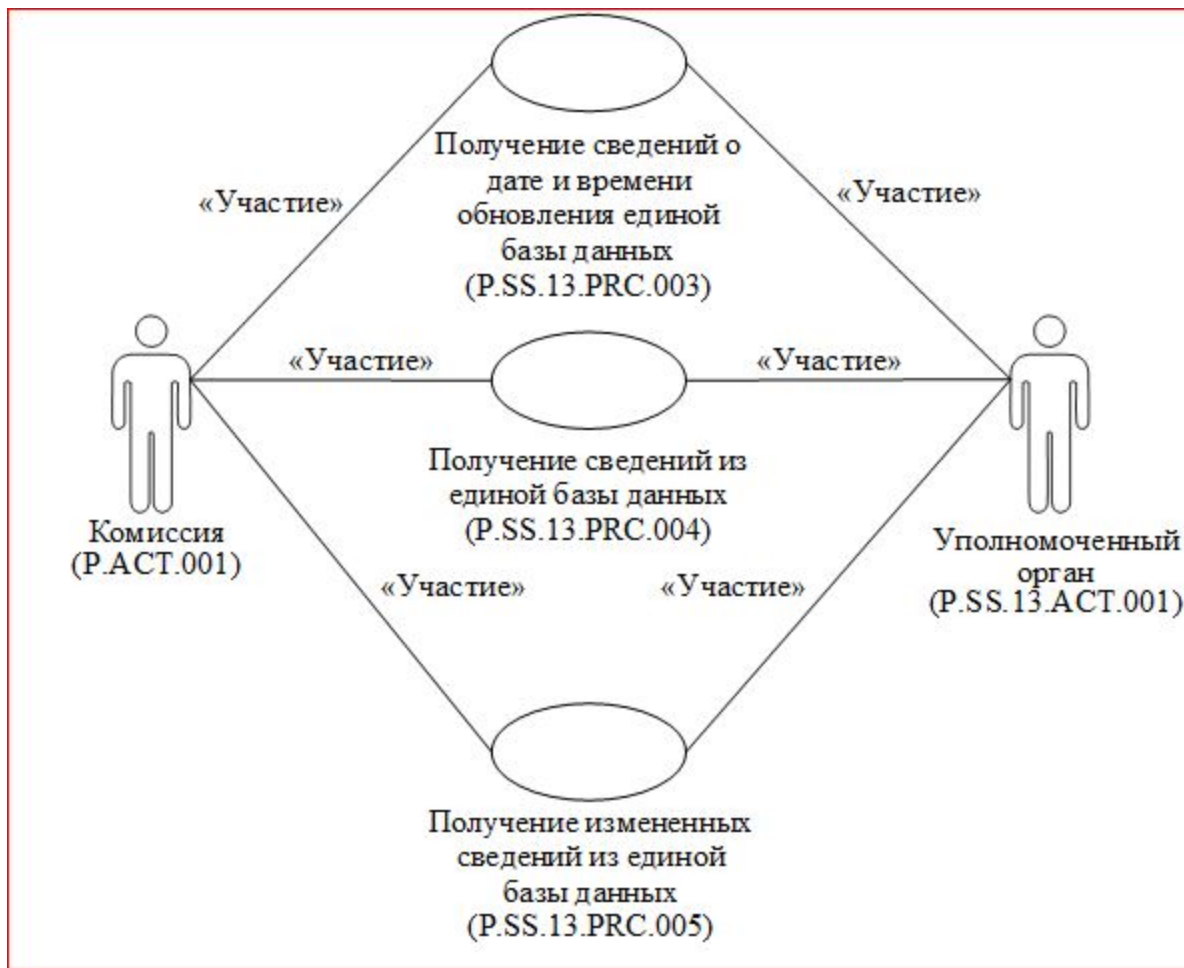 Получение сведений о
дате и времени
обновления единой
базы данных
(P.SS.13.PRC.003)
«Участие»
«Участие»
«Участие»
«Участие»
Получение сведений из
единой базы данных
(P.SS.13.PRC.004)
Комиссия
(P.ACT.001)
Уполномоченный
орган
(P.SS.13.ACT.001)
«Участие»
«Участие»
Получение измененных
сведений из единой
базы данных
(P.SS.13.PRC.005)